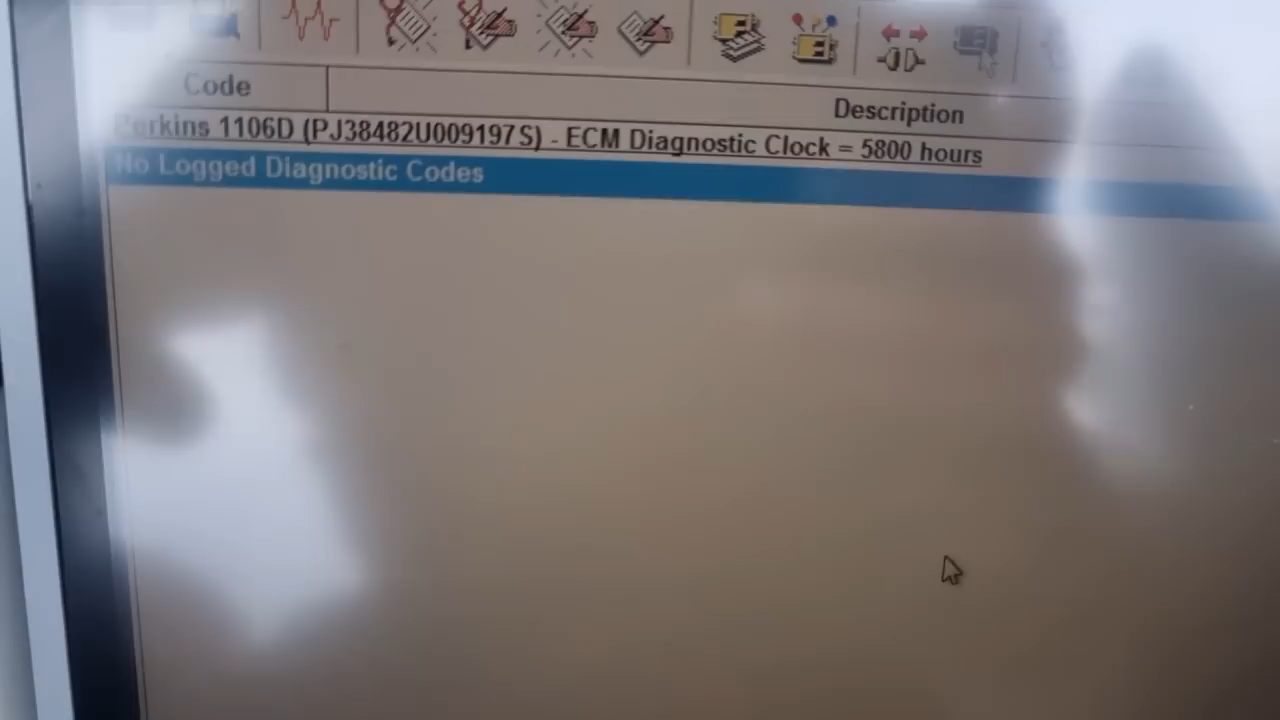 Code
Description
Perkins 1106D (PJ38482U009197S) - ECM Diagnostic Clock = 5800 hours
No Logged Diagnostic Codes